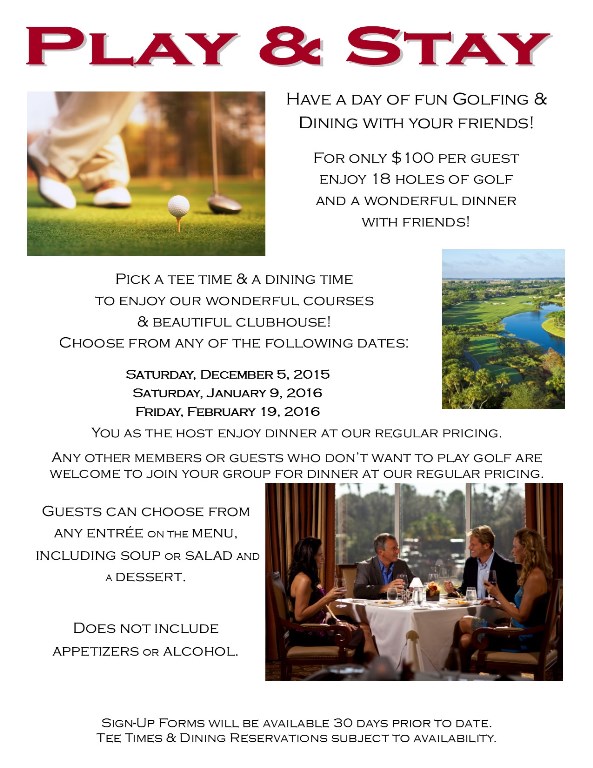 Play & Stay
Have a day of fun Golfing &
Dining with your friends!
For only $100 per guest
enjoy 18 holes of golf
and a wonderful dinner
with friends!
Pick a tee time & a dining time
to enjoy our wonderful courses
& beautiful clubhouse!
Choose from any of the following dates:
Saturday, December 5, 2015
Saturday, January 9, 2016
Friday, February 19, 2016
You as the host enjoy dinner at our regular pricing.
Any other members or guests who don't want to play golf are
welcome to join your group for dinner at our regular pricing.
Guests can choose from
any entrée on the menu,
including soup or salad and
a dessert.
Does not include
appetizers or alcohol.
Sign-Up Forms will be available 30 days prior to date.
Tee Times & Dining Reservations subject to availability.